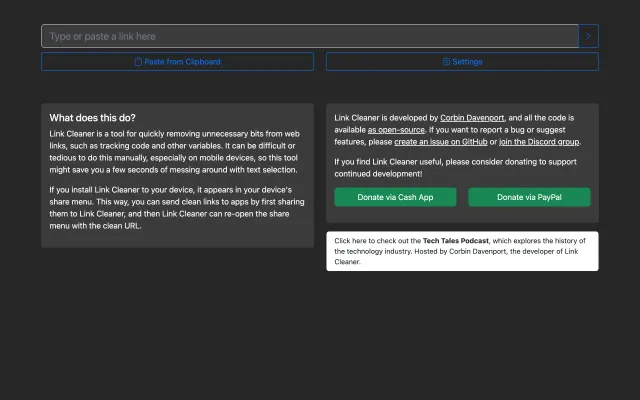 Type or paste a link here
Paste from Clipboard
Settings
What does this do?
Link Cleaner is a tool for quickly removing unnecessary bits from web
links, such as tracking code and other variables. It can be difficult or
tedious to do this manually, especially on mobile devices, so this tool
might save you a few seconds of messing around with text selection.
If you install Link Cleaner to your device, it appears in your device's
share menu. This way, you can send clean links to apps by first sharing
them to Link Cleaner, and then Link Cleaner can re-open the share
menu with the clean URL.
Link Cleaner is developed by Corbin Davenport, and all the code is
available as open-source. If you want to report a bug or suggest
features, please create an issue on GitHub or join the Discord group.
If you find Link Cleaner useful, please consider donating to support
continued development!
Donate via Cash App
Donate via PayPal
Click here to check out the Tech Tales Podcast, which explores the history of
the technology industry. Hosted by Corbin Davenport, the developer of Link
Cleaner.